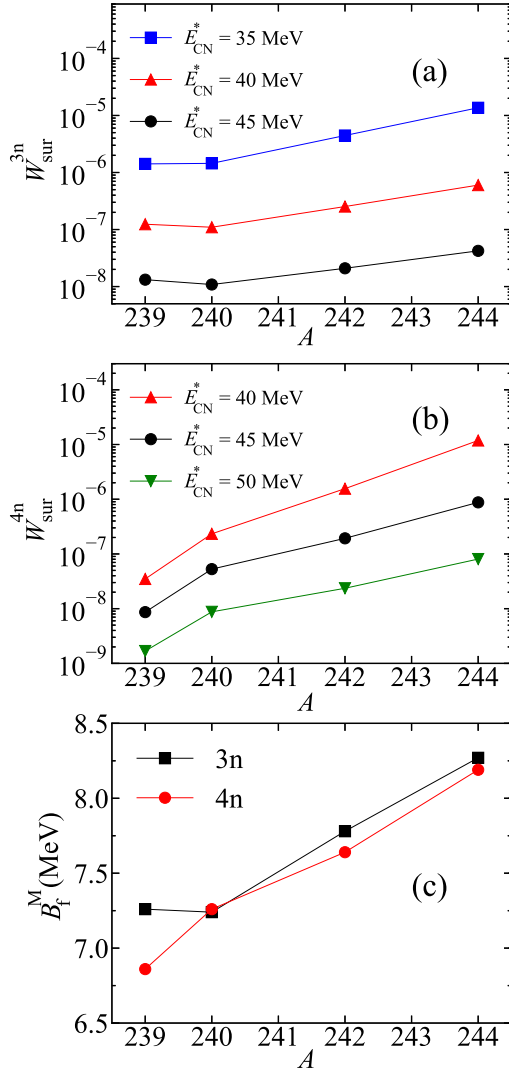 E*CN = 35 MeV
E*CN = 40 MeV
E*CN = 45 MeV
(a)
10⁻⁴
10⁻⁵
10⁻⁶
10⁻⁷
10⁻⁸
W3nsur
239 240 241 242 243 244
A
E*CN = 40 MeV
E*CN = 45 MeV
E*CN = 50 MeV
(b)
10⁻⁴
10⁻⁵
10⁻⁶
10⁻⁷
10⁻⁸
10⁻⁹
W4nsur
239 240 241 242 243 244
A
3n
4n
(c)
8.5
8.0
7.5
7.0
6.5
BMf (MeV)
239 240 241 242 243 244
A